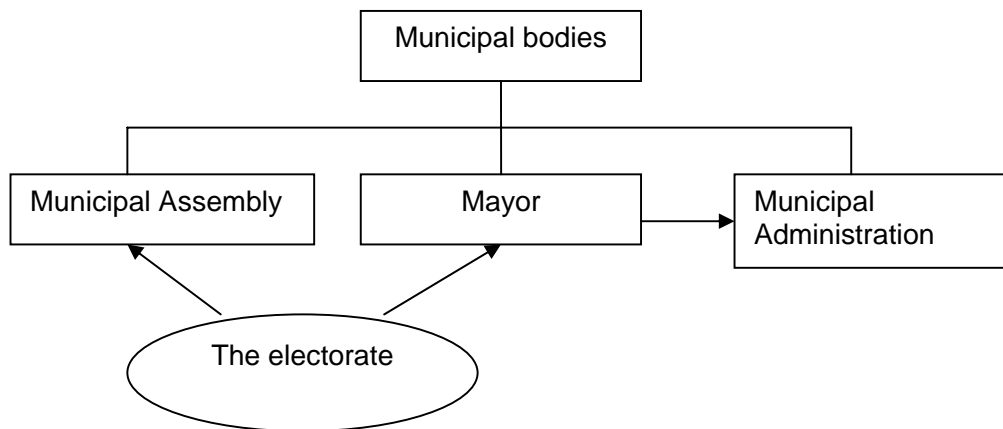 Municipal bodies
Municipal Assembly
Mayor
Municipal
Administration
The electorate